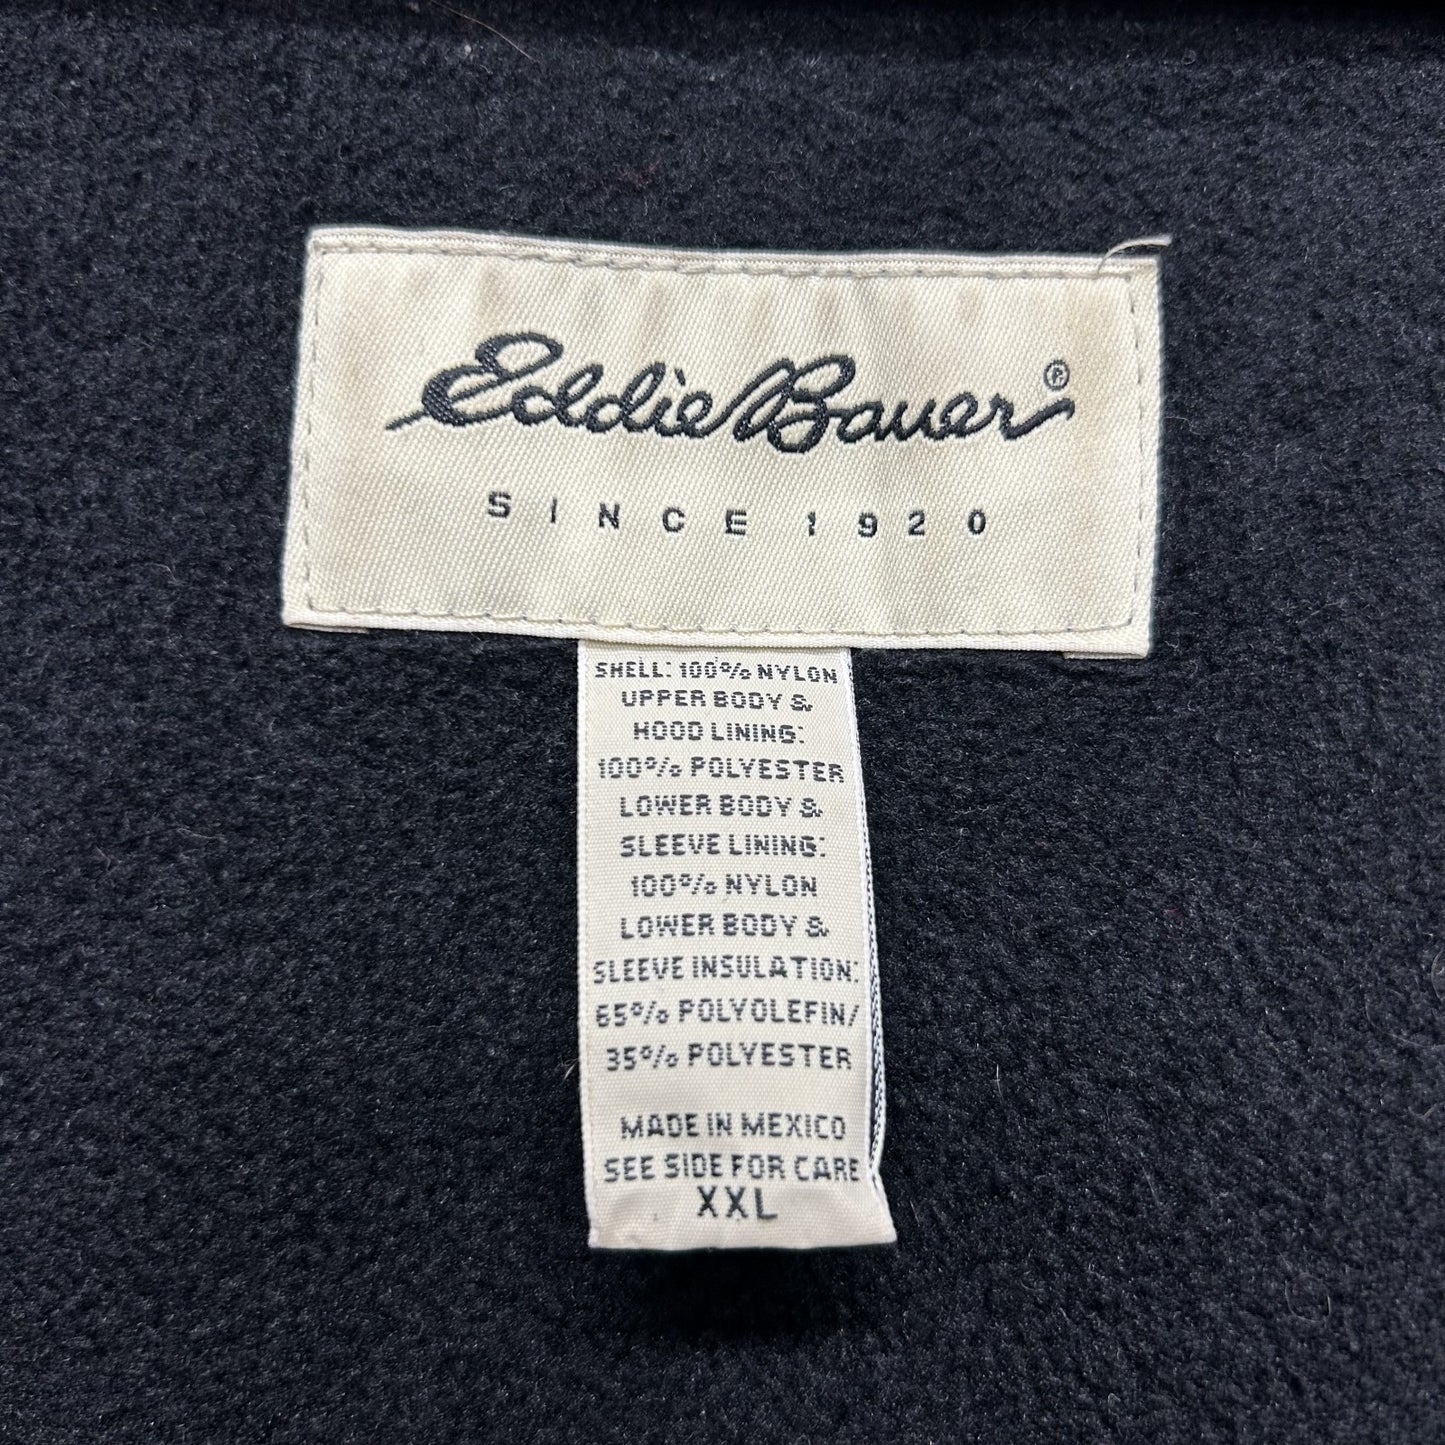 Eddie Bauer®
SINCE 1920
SHELL: 100% NYLON
UPPER BODY &
HOOD LINING:
100% POLYESTER
LOWER BODY &
SLEEVE LINING:
100% NYLON
LOWER BODY &
SLEEVE INSULATION:
65% POLYOLEFIN/
35% POLYESTER
MADE IN MEXICO
SEE SIDE FOR CARE
XXL